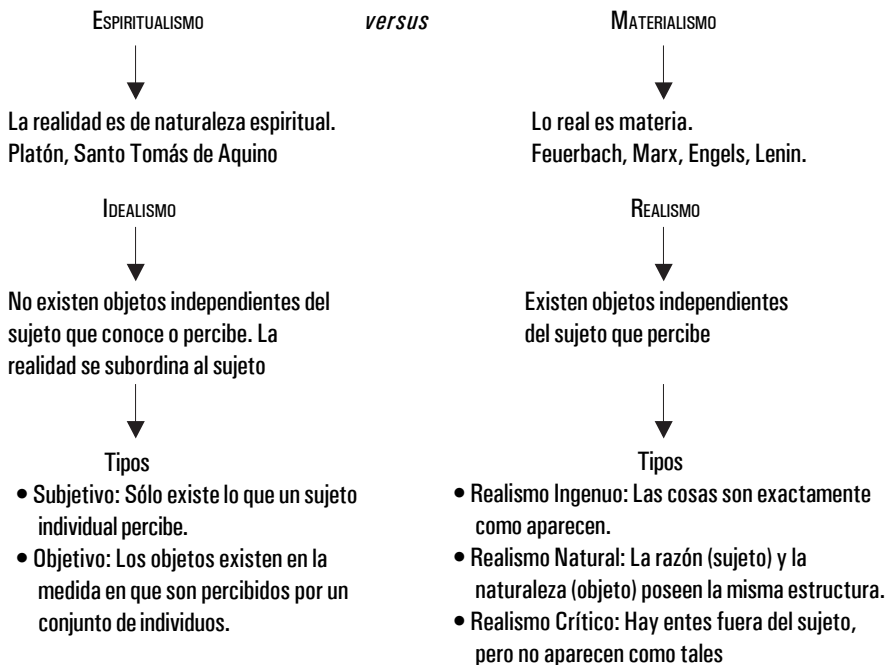 ESPIRITUALISMO versus MATERIALISMO
La realidad es de naturaleza espiritual.
Platón, Santo Tomás de Aquino
Lo real es materia.
Feuerbach, Marx, Engels, Lenin.
IDEALISMO
REALISMO
No existen objetos independientes del
sujeto que conoce o percibe. La
realidad se subordina al sujeto
Existen objetos independientes
del sujeto que percibe
Tipos
• Subjetivo: Sólo existe lo que un sujeto
individual percibe.
• Objetivo: Los objetos existen en la
medida en que son percibidos por un
conjunto de individuos.
Tipos
• Realismo Ingenuo: Las cosas son exactamente
como aparecen.
• Realismo Natural: La razón (sujeto) y la
naturaleza (objeto) poseen la misma estructura.
• Realismo Crítico: Hay entes fuera del sujeto,
pero no aparecen como tales